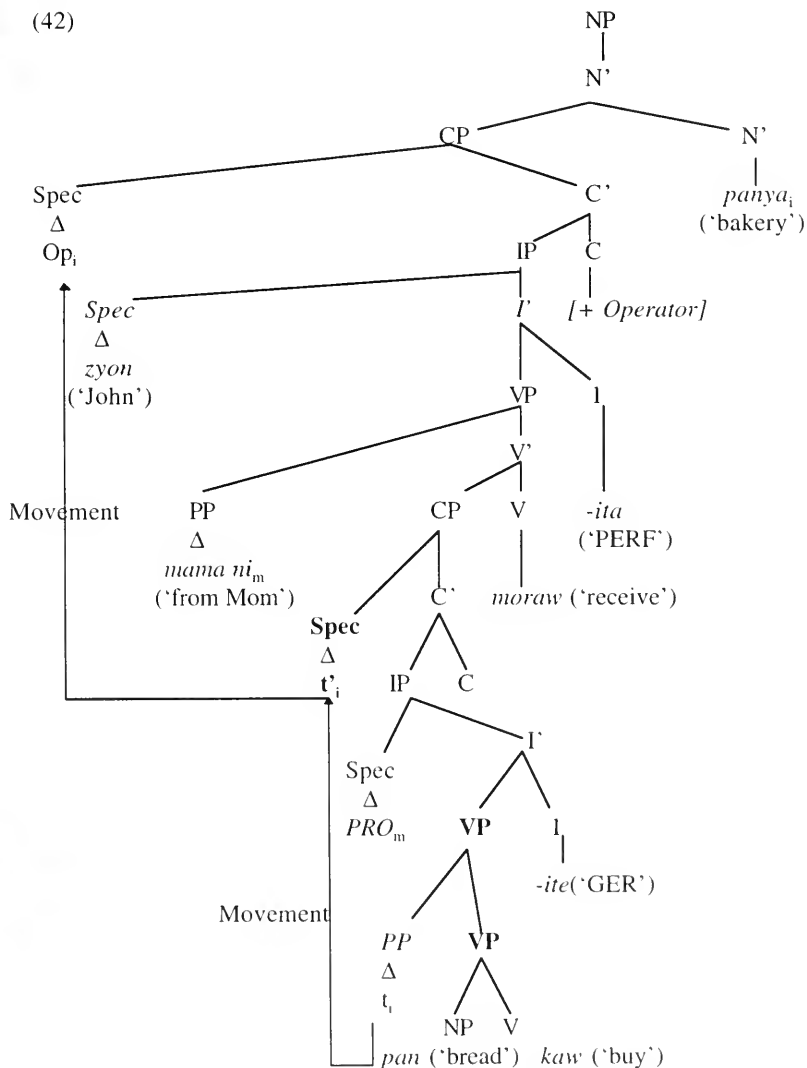 (42)
NP
N'
CP N'
Spec C' panyaᵢ
Δ ('bakery')
Opᵢ IP C
Spec I' [+ Operator]
Δ
zyon
('John') VP I
V'
Movement PP CP V -ita
Δ ('PERF')
mama niₘ
('from Mom') C' moraw ('receive')
Spec
Δ
t'ᵢ IP C
Spec I'
Δ
PROₘ VP I
-ite('GER')
Movement
PP VP
Δ
tᵢ
NP V
pan ('bread') kaw ('buy')